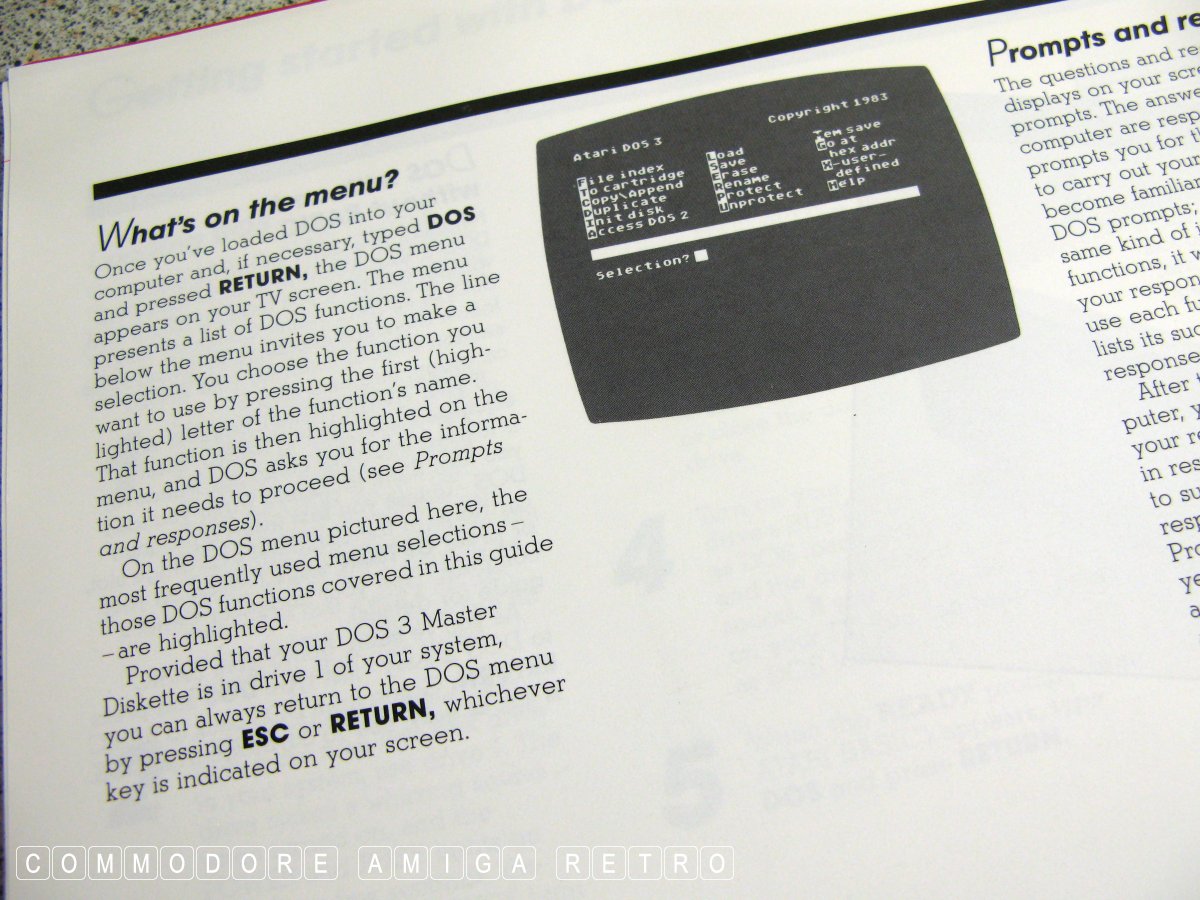 What's on the menu?
Once you've loaded DOS into your
computer and, if necessary, typed DOS
and pressed RETURN, the DOS menu
appears on your TV screen. The menu
presents a list of DOS functions. The line
below the menu invites you to make a
selection. You choose the function you
want to use by pressing the first (high-
lighted) letter of the function's name.
That function is then highlighted on the
menu, and DOS asks you for the informa-
tion it needs to proceed (see Prompts
and responses).
On the DOS menu pictured here, the
most frequently used menu selections–
those DOS functions covered in this guide
–are highlighted.
Provided that your DOS 3 Master
Diskette is in drive 1 of your system,
you can always return to the DOS menu
by pressing ESC or RETURN, whichever
key is indicated on your screen.
Atari DOS 3 Copyright 1983
File index Load Tem save
To cartridge Save Go at
Copy\append Erase hex addr
Duplicate Rename X-user-
Init disk Protect defined
Access DOS 2 Unprotect Help
Selection?
Prompts and re
The questions and re
displays on your scre
prompts. The answe
computer are resp
prompts you for t
to carry out your
become familiar
DOS prompts;
same kind of i
functions, it w
your respon
use each fu
lists its suc
response
After t
puter, y
your re
in res
to su
resp
Pro
ye
a
COMMODORE AMIGA RETRO